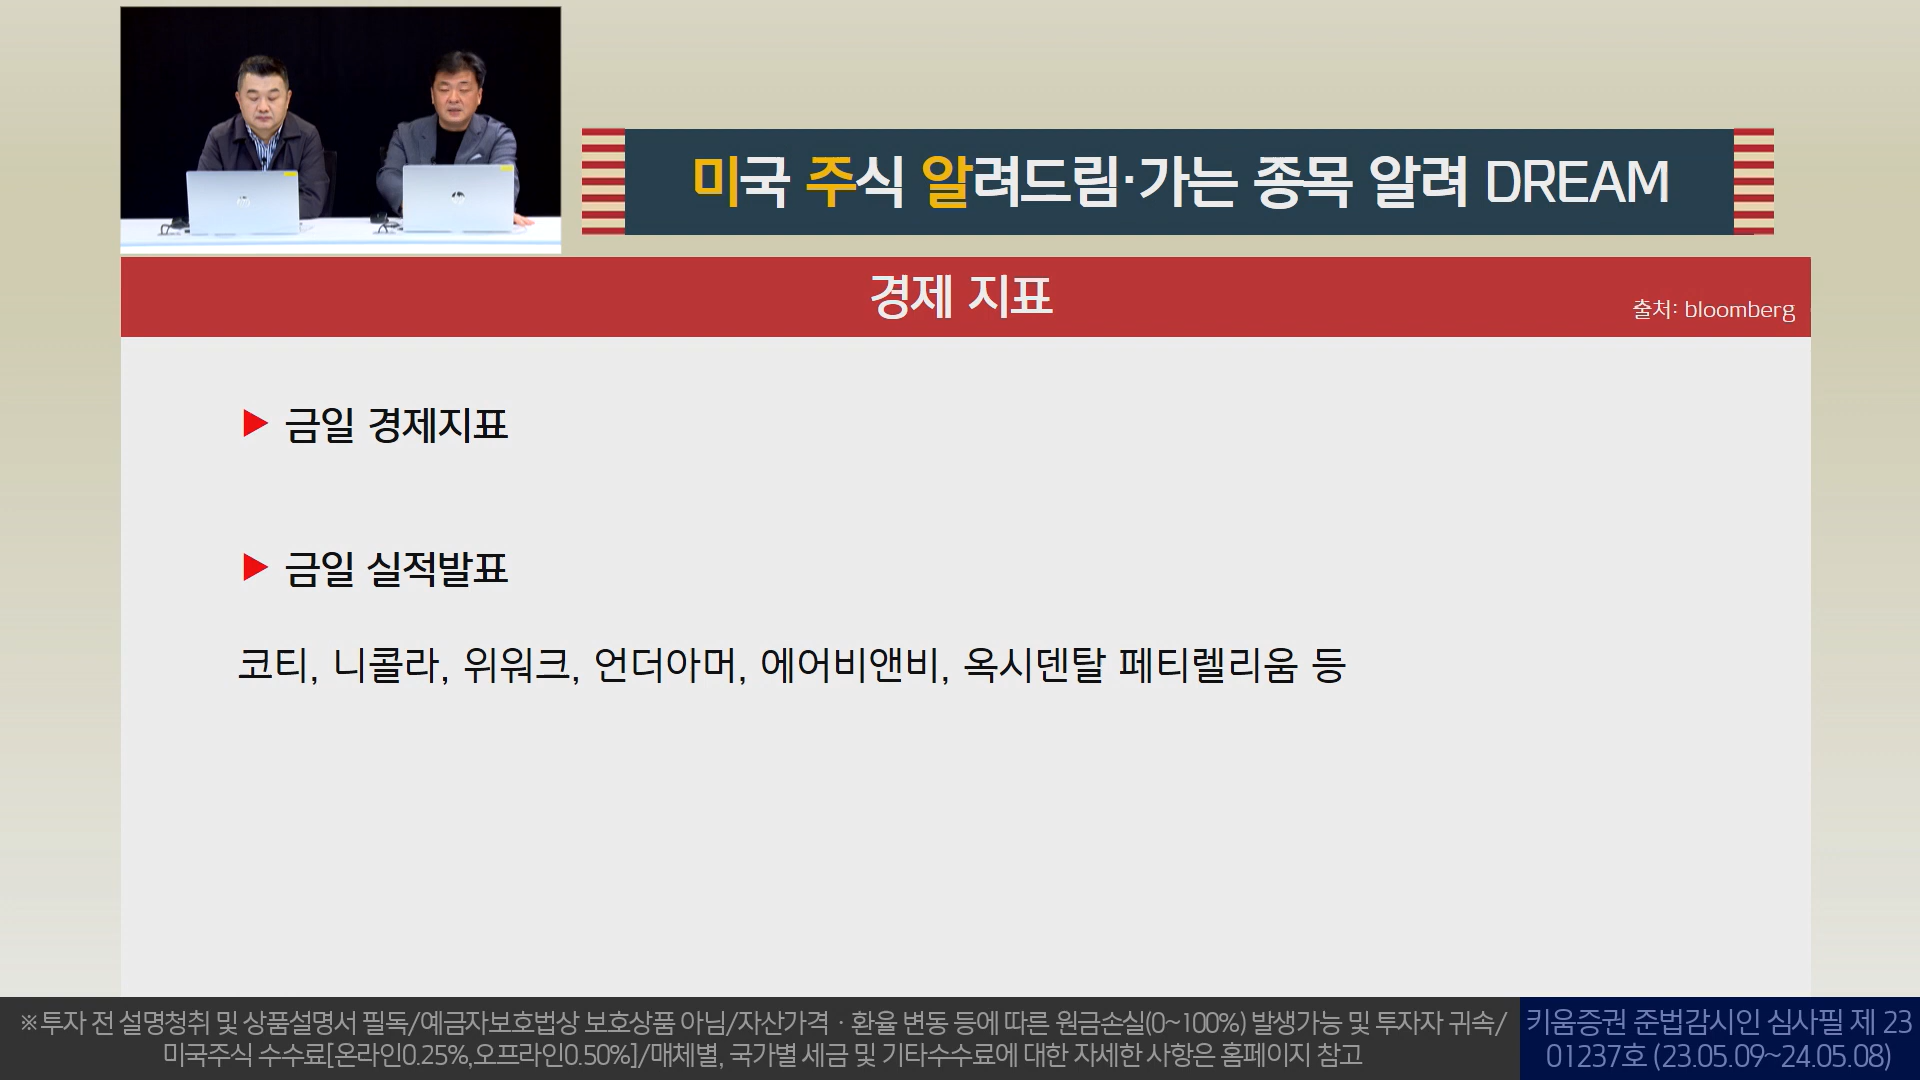 미국 주식 알려드림·가는 종목 알려 DREAM
경제 지표
출처: bloomberg
▶ 금일 경제지표
▶ 금일 실적발표
코티, 니콜라, 위워크, 언더아머, 에어비앤비, 옥시덴탈 페티렐리움 등
※투자 전 설명청취 및 상품설명서 필독/예금자보호법상 보호상품 아님/자산가격 · 환율 변동 등에 따른 원금손실(0~100%) 발생가능 및 투자자 귀속/
미국주식 수수료[온라인0.25%,오프라인0.50%]/매체별, 국가별 세금 및 기타수수료에 대한 자세한 사항은 홈페이지 참고
키움증권 준법감시인 심사필 제 23
01237호 (23.05.09~24.05.08)